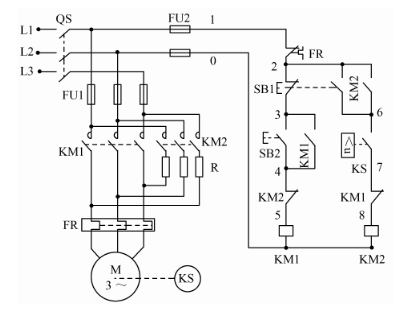 QS
L1
L2
L3
FU2
1
0
FU1
FR
2
SB1
KM2
3
6
KM1
KM2
SB2
KM1
n
KS
R
4
7
KM2
KM1
5
8
FR
KM1
KM2
M
3 ~
KS